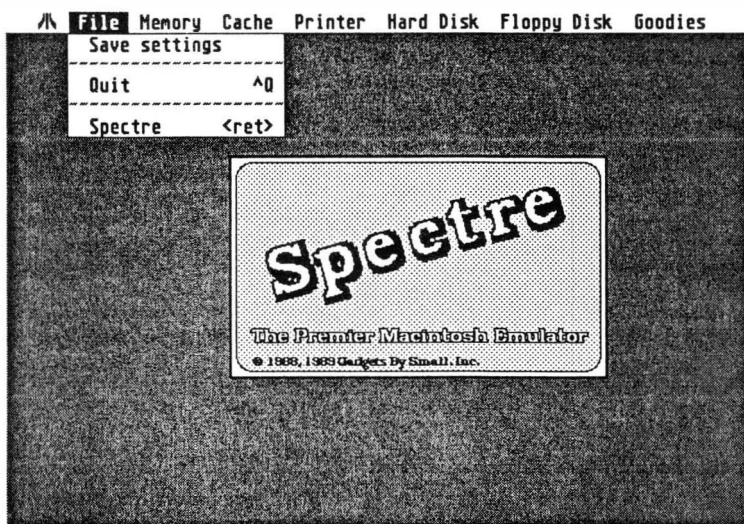 File Memory Cache Printer Hard Disk Floppy Disk Goodies
Save settings
Quit ^Q
Spectre <ret>
Spectre
The Premier Macintosh Emulator
© 1988, 1989 Gadgets By Small, Inc.